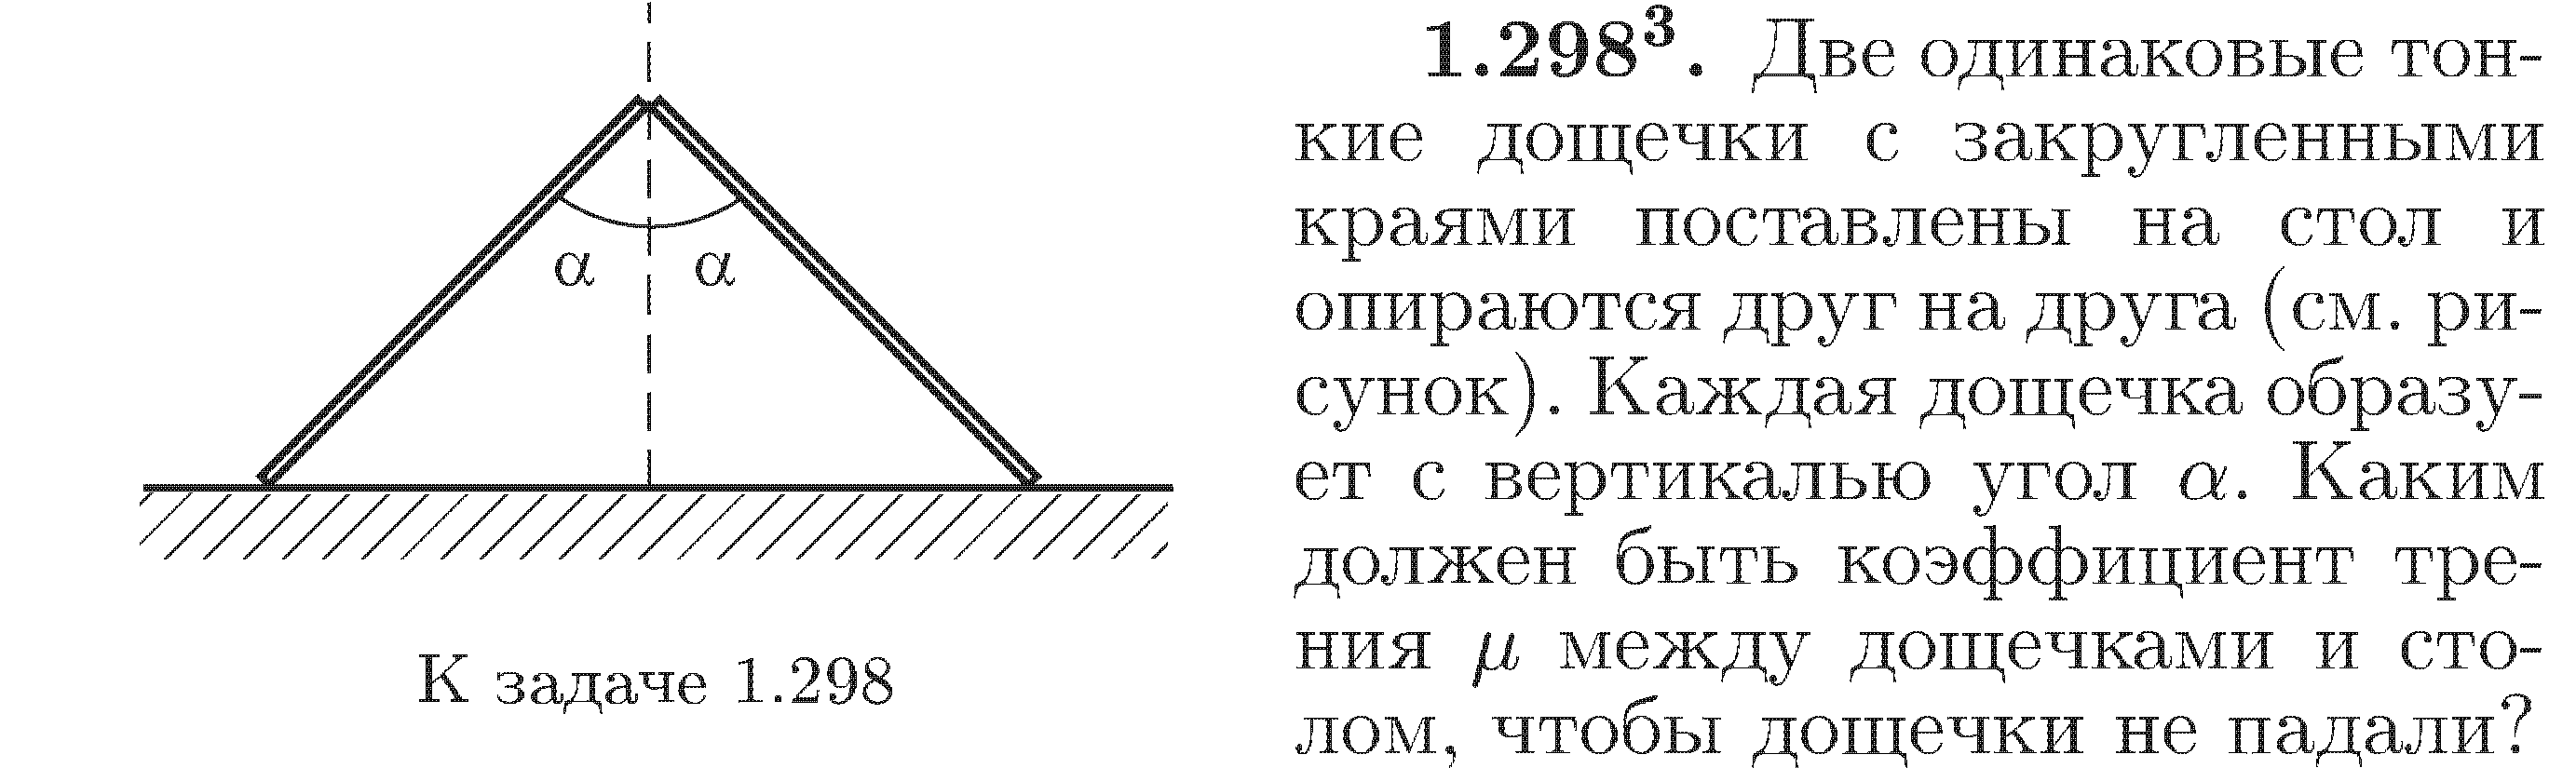 α α
К задаче 1.298
1.298³. Две одинаковые тон-
кие дощечки с закругленными
краями поставлены на стол и
опираются друг на друга (см. ри-
сунок). Каждая дощечка образу-
ет с вертикалью угол α. Каким
должен быть коэффициент тре-
ния μ между дощечками и сто-
лом, чтобы дощечки не падали?